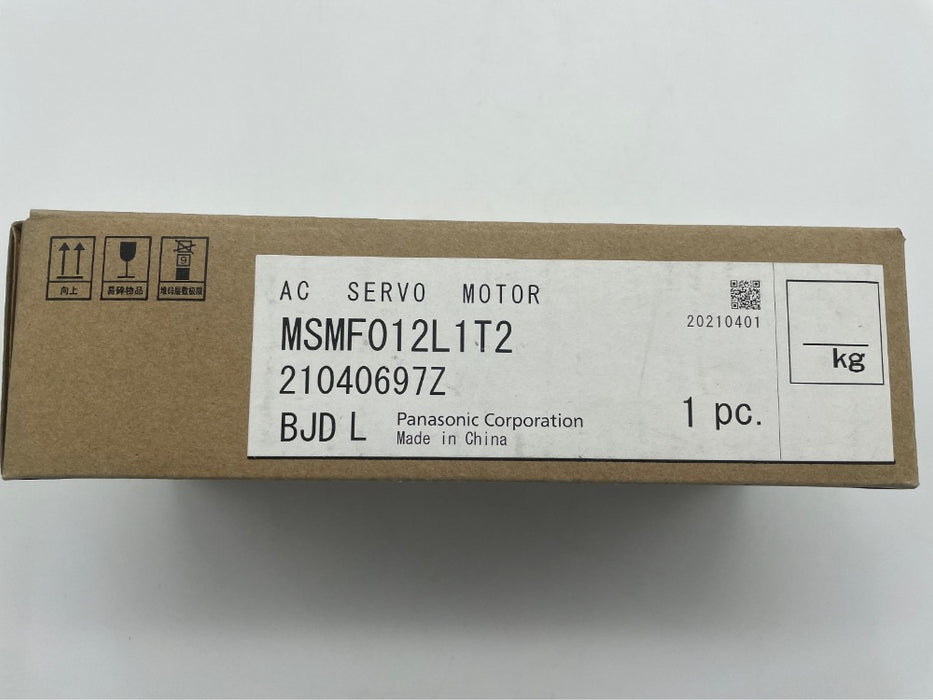 向上
易碎物品
9
堆码层数极限
AC SERVO MOTOR
20210401
MSMF012L1T2
21040697Z
BJD L
Panasonic Corporation
Made in China
1 pc.
kg